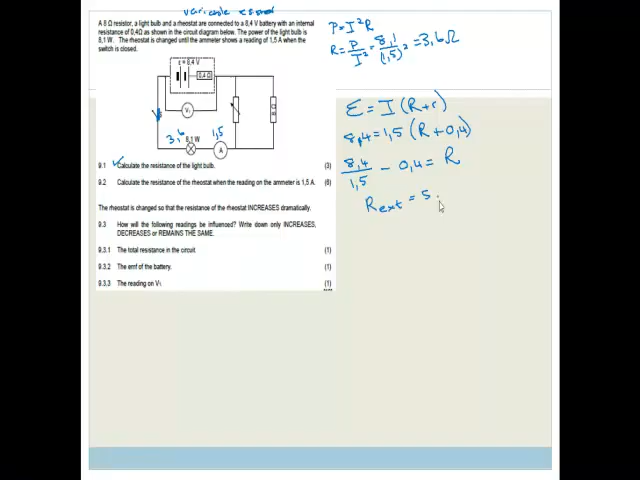 variable
A 8 Ω resistor, a light bulb and a rheostat are connected to a 8,4 V battery with an internal
resistance of 0,4Ω as shown in the circuit diagram below. The power of the light bulb is
8,1 W. The rheostat is changed until the ammeter shows a reading of 1,5 A when the
switch is closed.
ε = 8,4 V
0,4 Ω
V₁
8 Ω
3,6
8,1 W
1,5
A
9.1 Calculate the resistance of the light bulb. (3)
9.2 Calculate the resistance of the rheostat when the reading on the ammeter is 1,5 A. (6)
The rheostat is changed so that the resistance of the rheostat INCREASES dramatically.
9.3 How will the following readings be influenced? Write down only INCREASES,
DECREASES or REMAINS THE SAME.
9.3.1 The total resistance in the circuit (1)
9.3.2 The emf of the battery. (1)
9.3.3 The reading on V₁ (1)
P = I²R
R = P/I² = 8,1/(1,5)² = 3,6Ω
ε = I(R+r)
8,4 = 1,5 (R + 0,4)
8,4/1,5 - 0,4 = R
Rext = 5